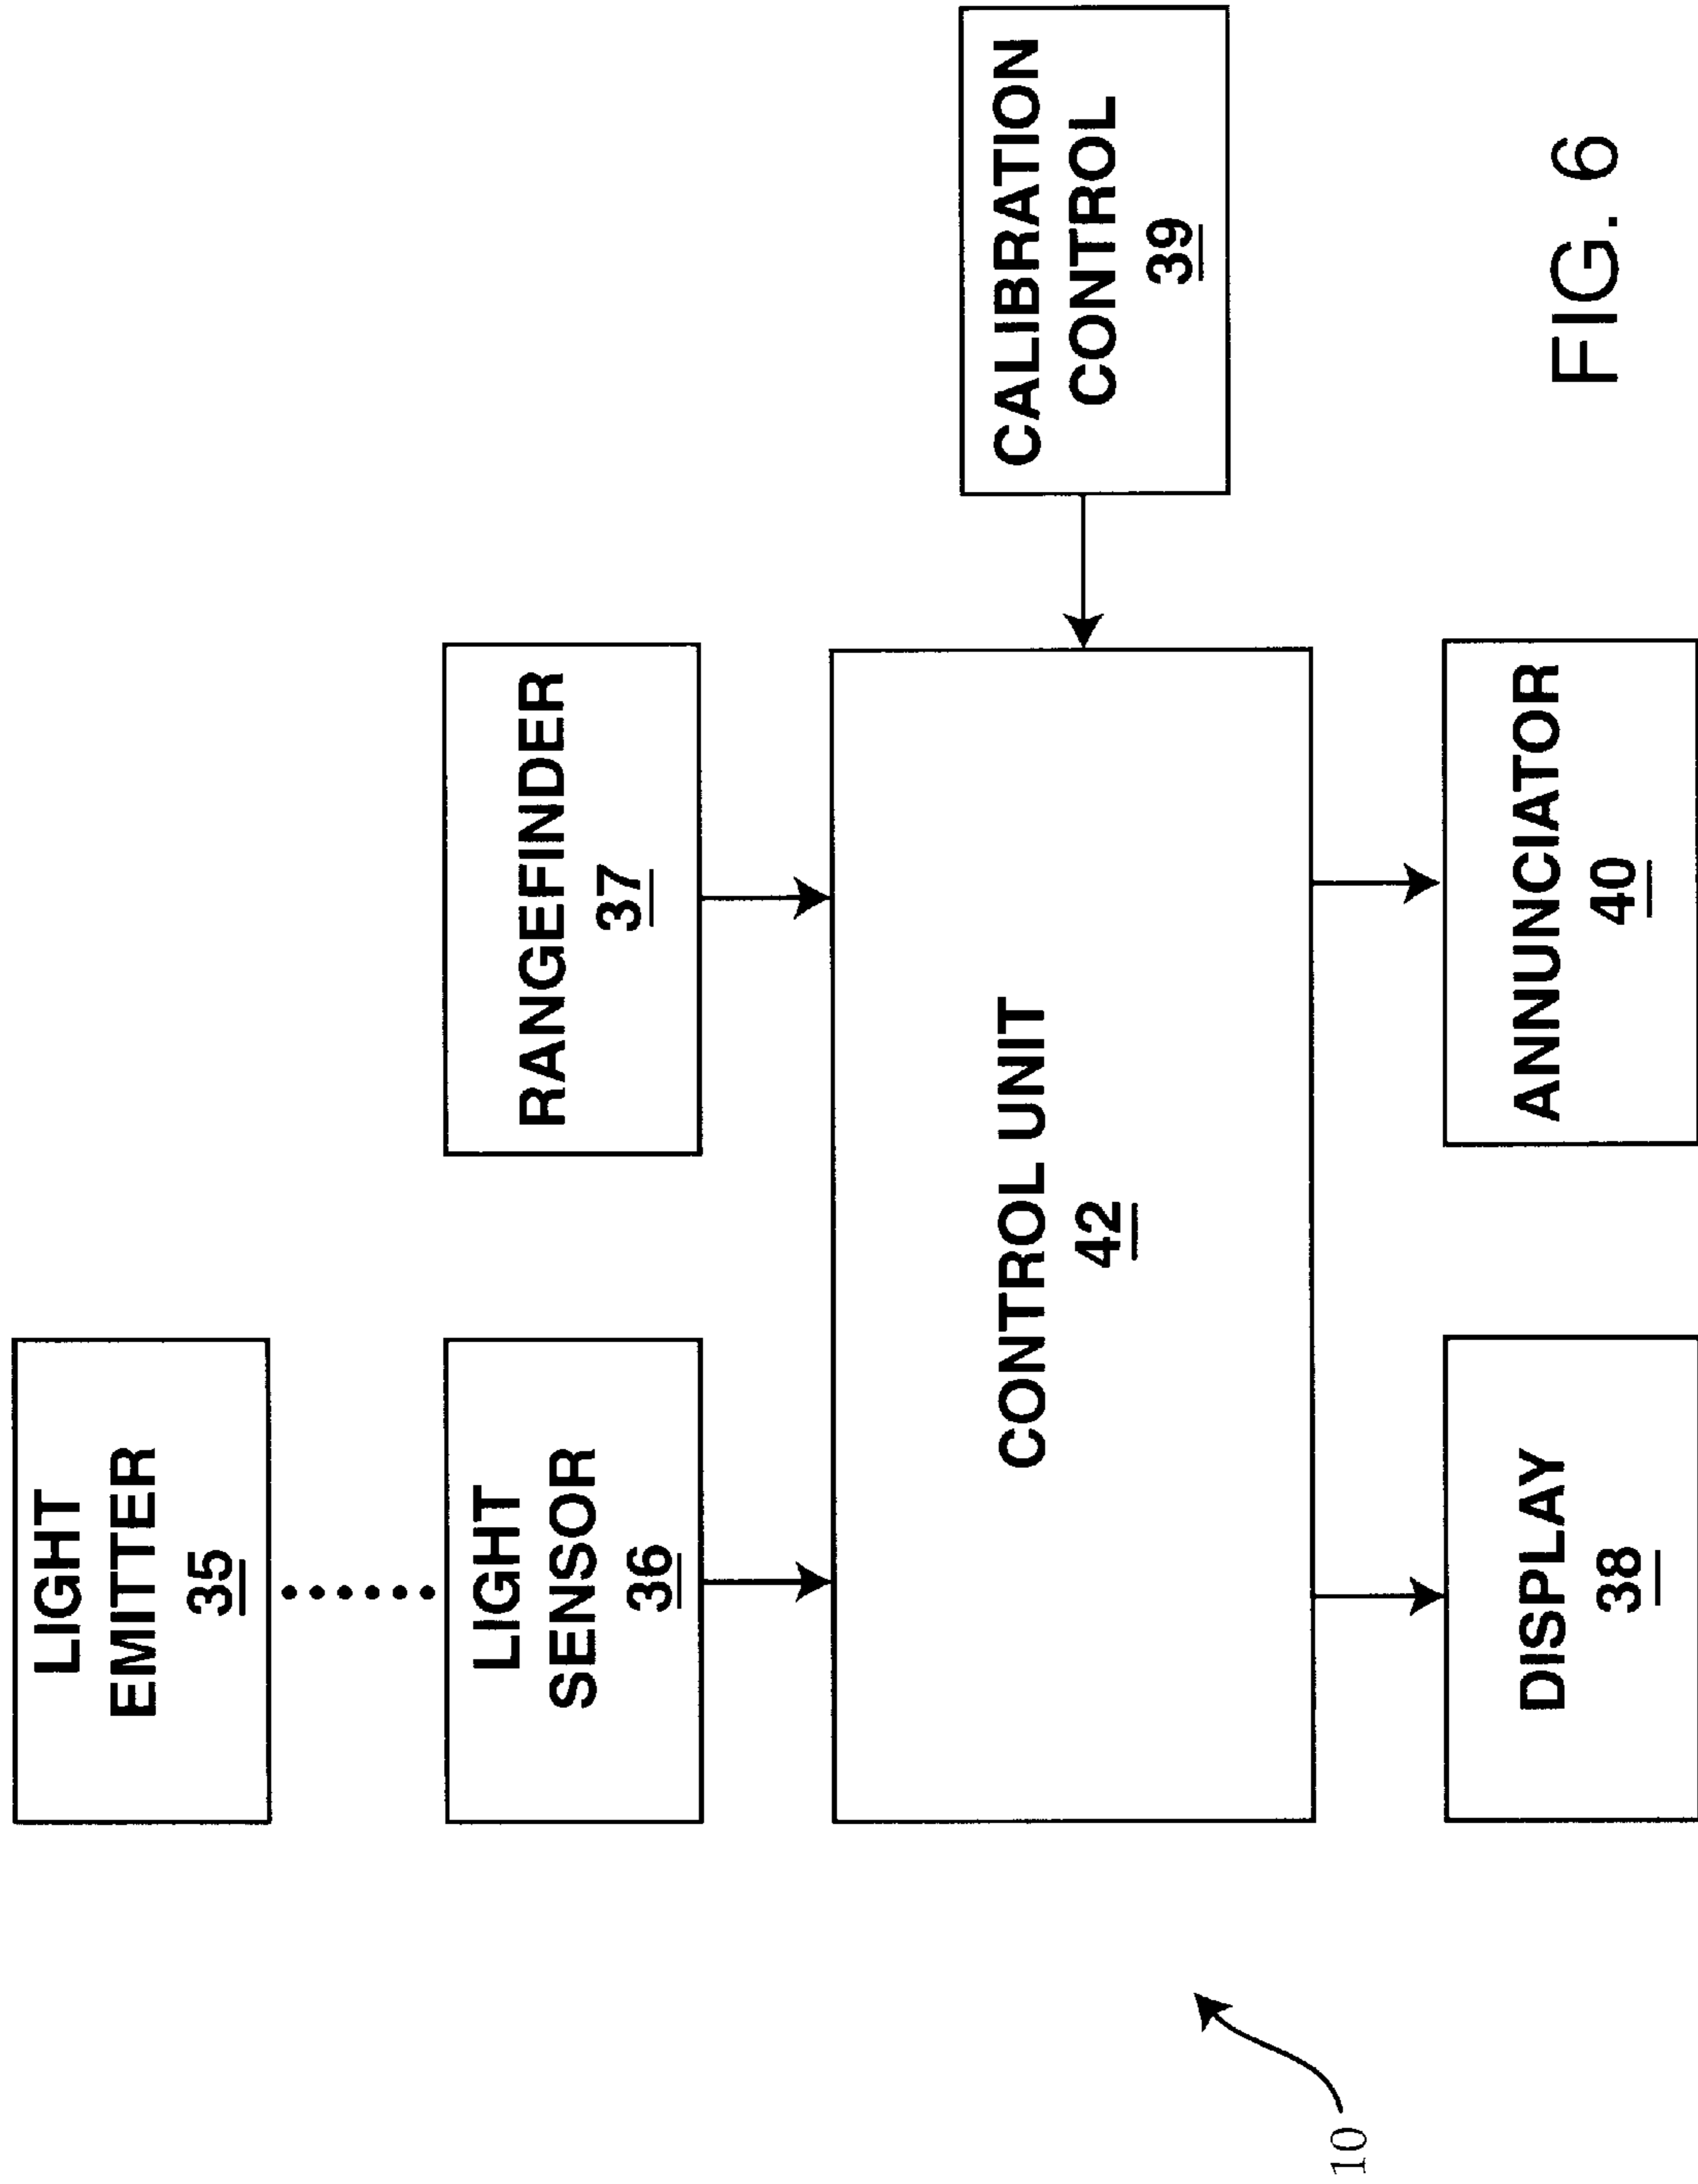 LIGHT
EMITTER
35
LIGHT
SENSOR
36
RANGEFINDER
37
CONTROL UNIT
42
CALIBRATION
CONTROL
39
DISPLAY
38
ANNUNCIATOR
40
10
FIG. 6